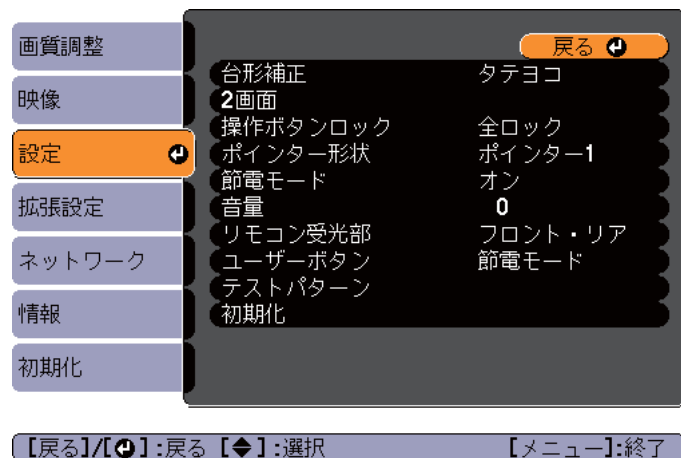 画質調整
映像
設定
拡張設定
ネットワーク
情報
初期化
戻る
台形補正 タテヨコ
2画面
操作ボタンロック 全ロック
ポインター形状 ポインター1
節電モード オン
音量 0
リモコン受光部 フロント・リア
ユーザーボタン 節電モード
テストパターン
初期化
【戻る】/【】:戻る 【◆】:選択 【メニュー】:終了